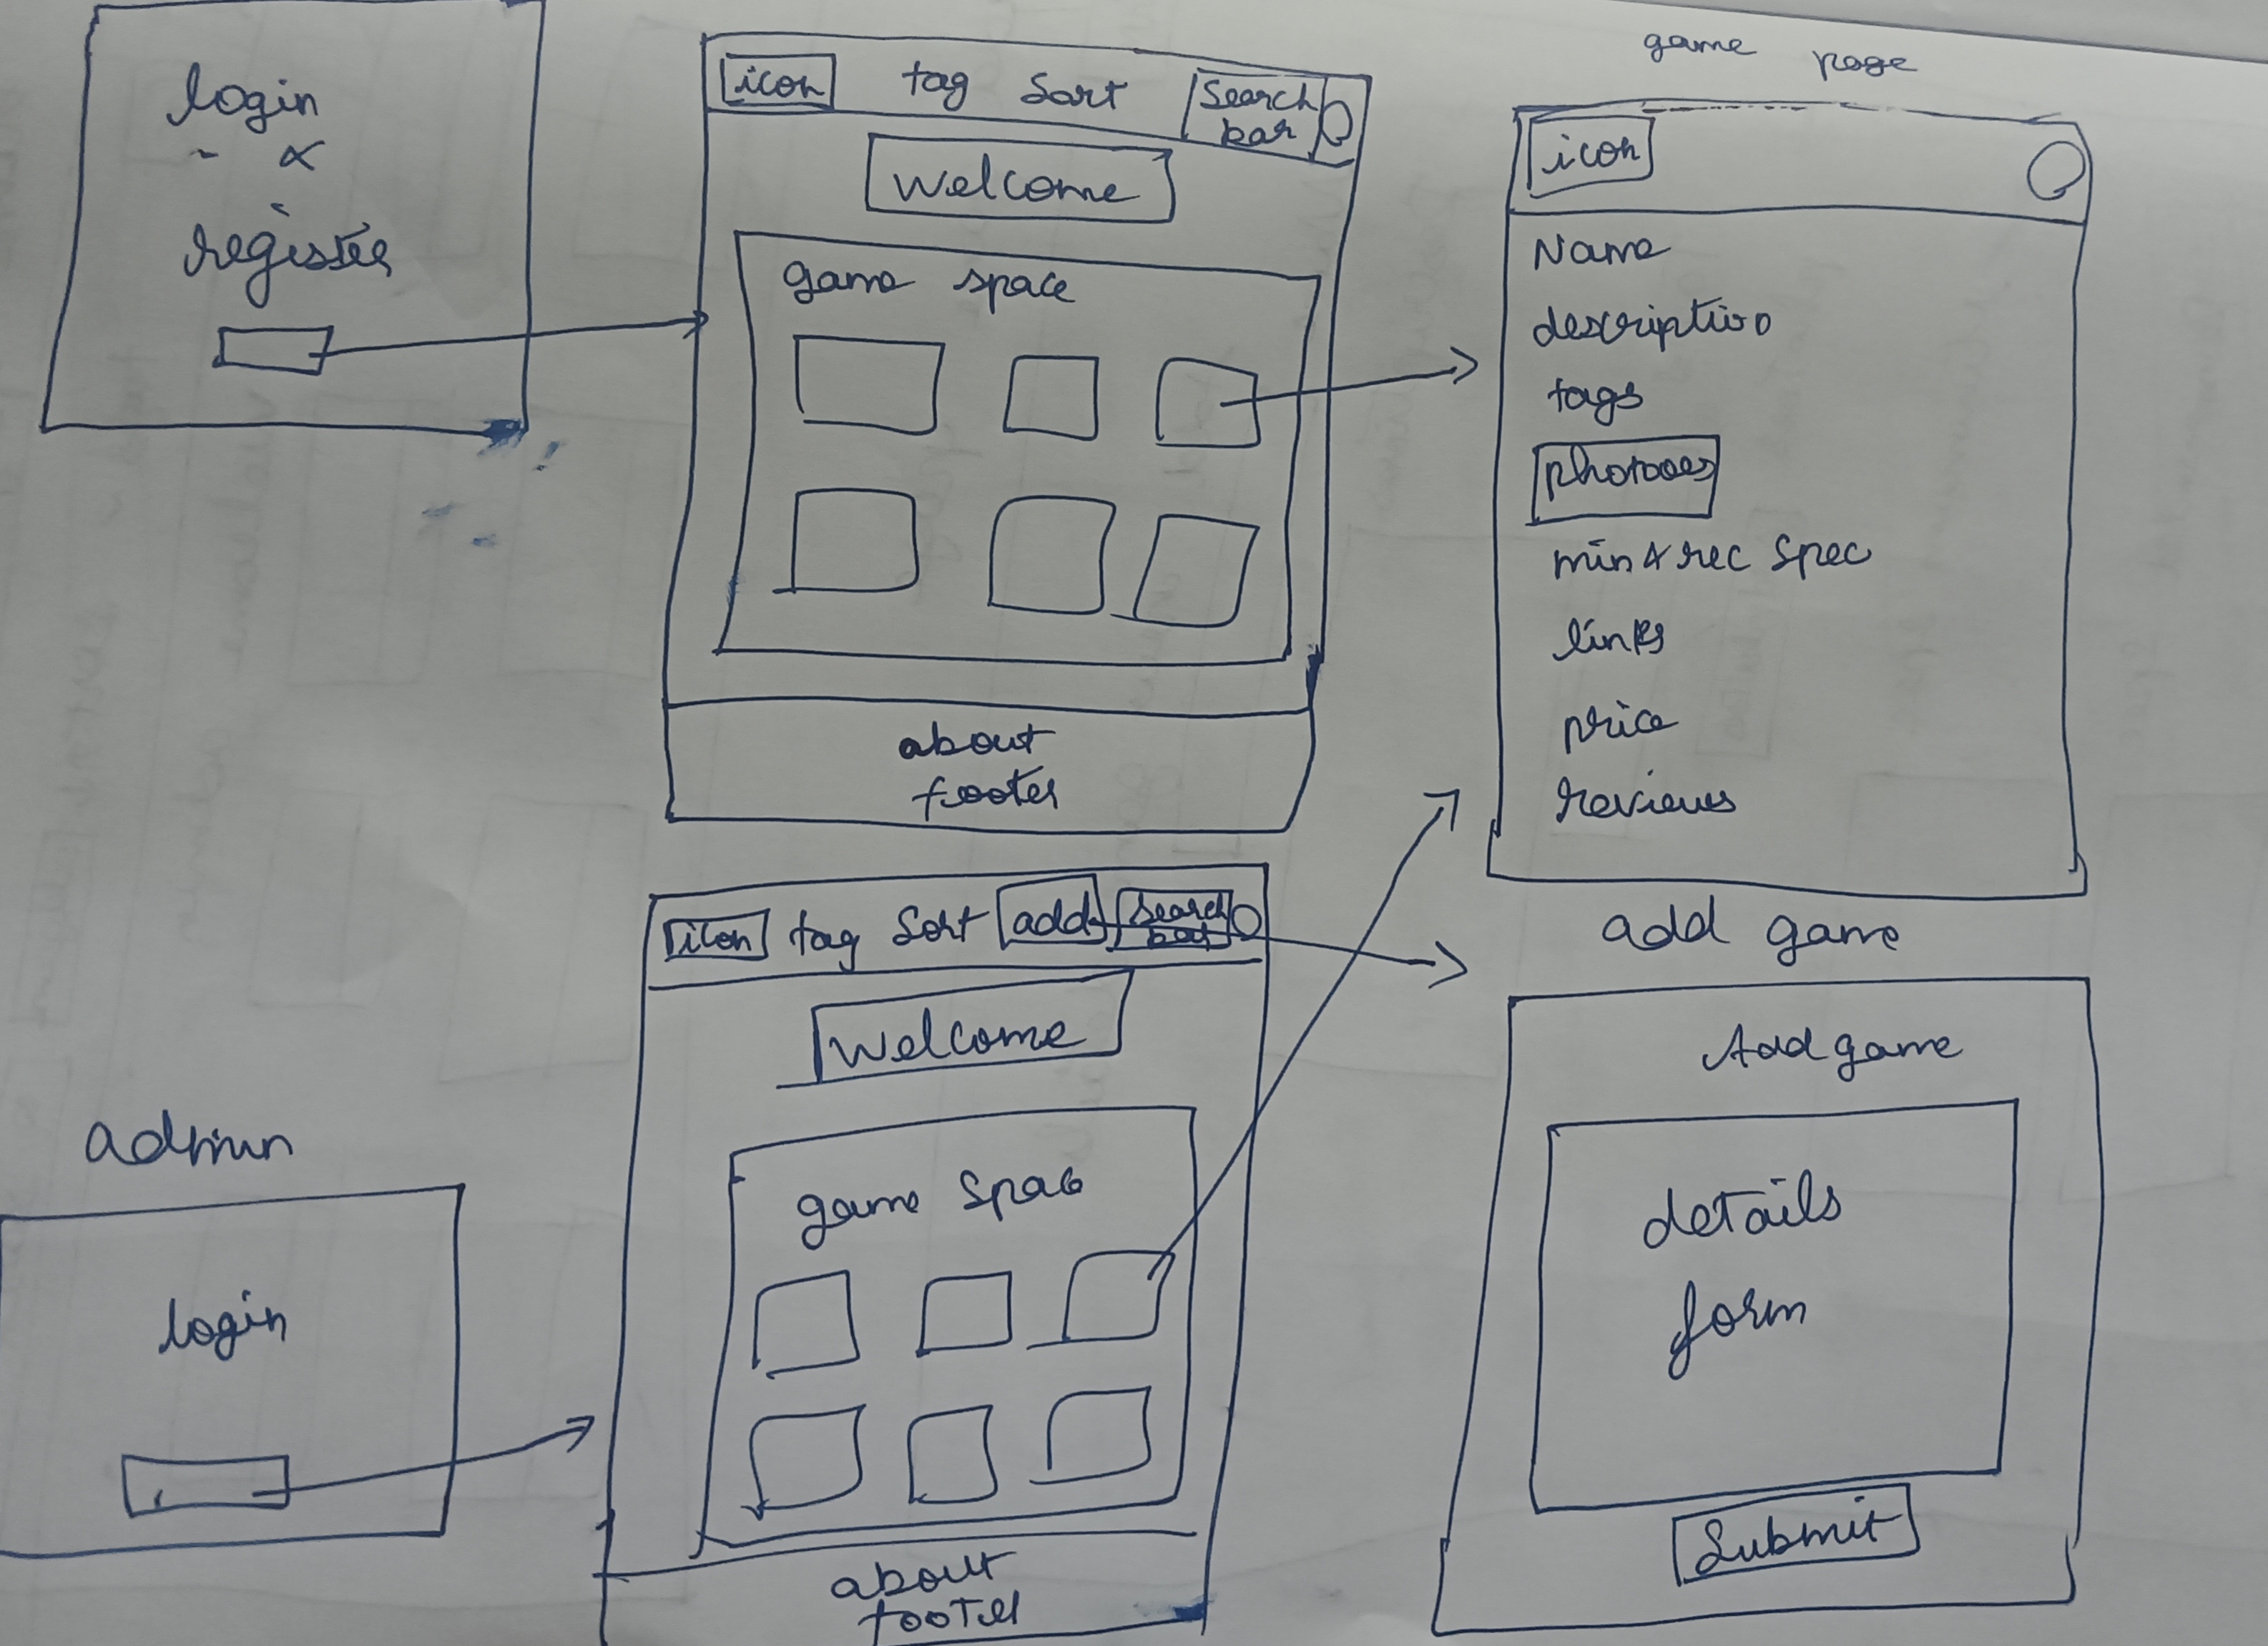 login
- ∝
register
icon tag Sort Search bar
Welcome
game space
about
footer
game page
icon
Name
descriptivo
tags
photoes
min & rec Spec
links
price
reviews
admin
login
icon tag Sort add Search bar
Welcome
game Space
about
footer
add game
Add game
details
form
Submit